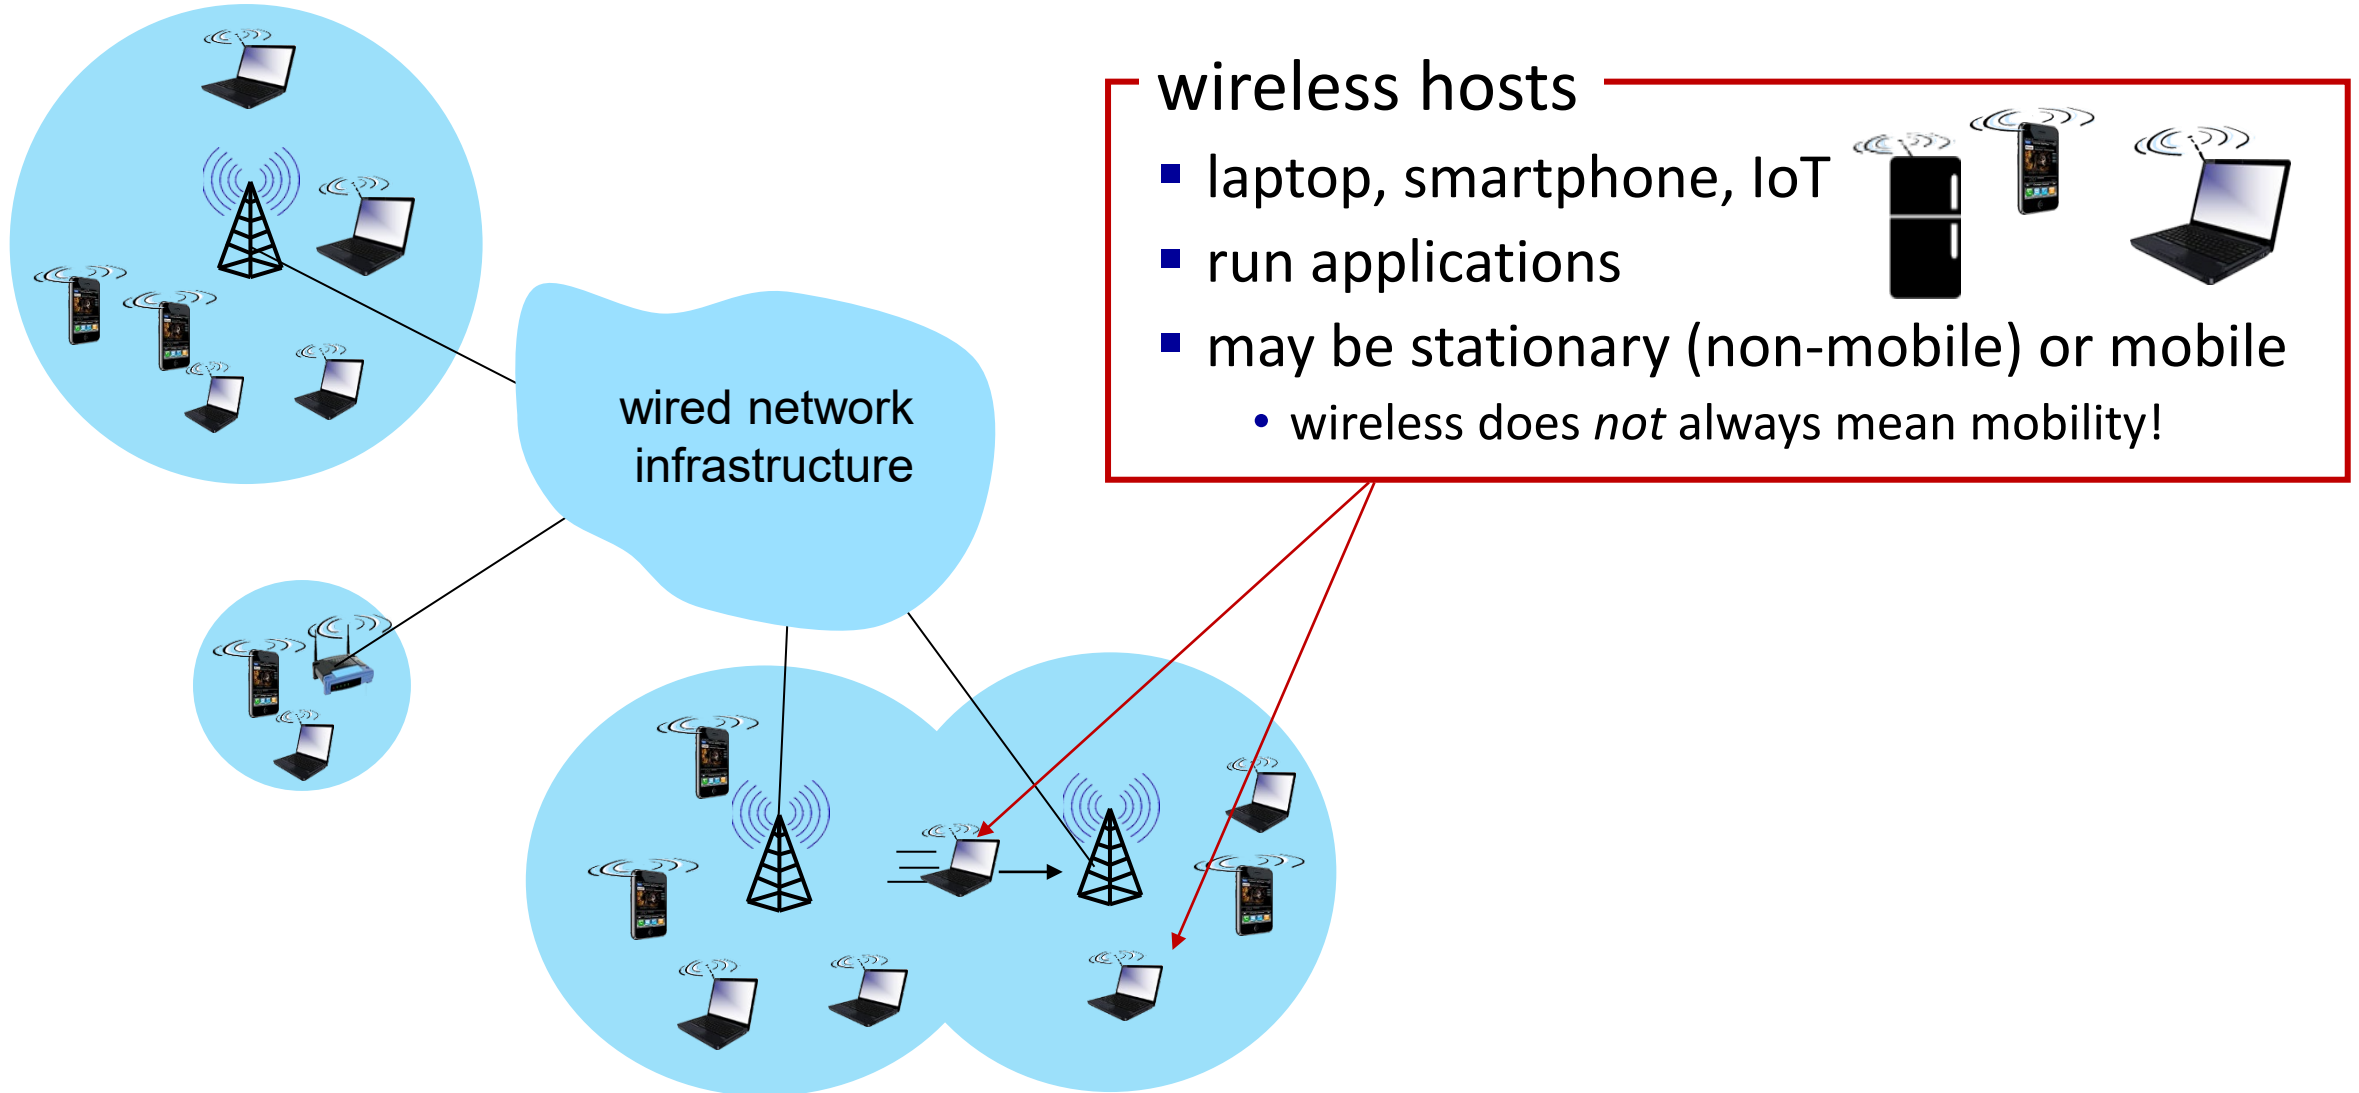 wireless hosts
laptop, smartphone, IoT
run applications
may be stationary (non-mobile) or mobile
wireless does not always mean mobility!
wired network
infrastructure